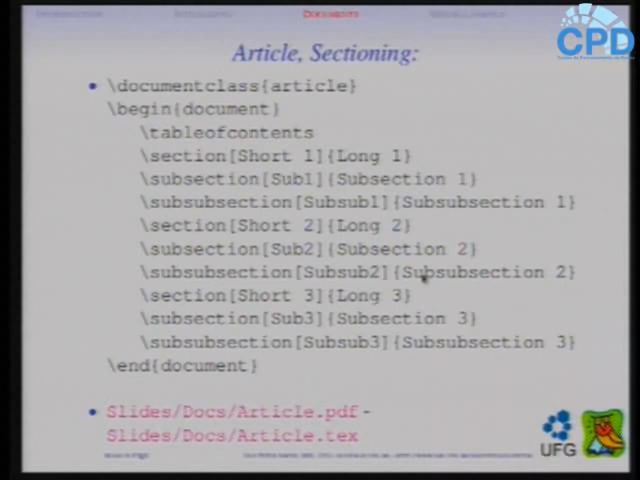 Documents
CPD
Article, Sectioning:
• \documentclass{article}
\begin{document}
\tableofcontents
\section[Short 1]{Long 1}
\subsection[Sub1]{Subsection 1}
\subsubsection[Subsub1]{Subsubsection 1}
\section[Short 2]{Long 2}
\subsection[Sub2]{Subsection 2}
\subsubsection[Subsub2]{Subsubsection 2}
\section[Short 3]{Long 3}
\subsection[Sub3]{Subsection 3}
\subsubsection[Subsub3]{Subsubsection 3}
\end{document}
• Slides/Docs/Article.pdf -
Slides/Docs/Article.tex
UFG